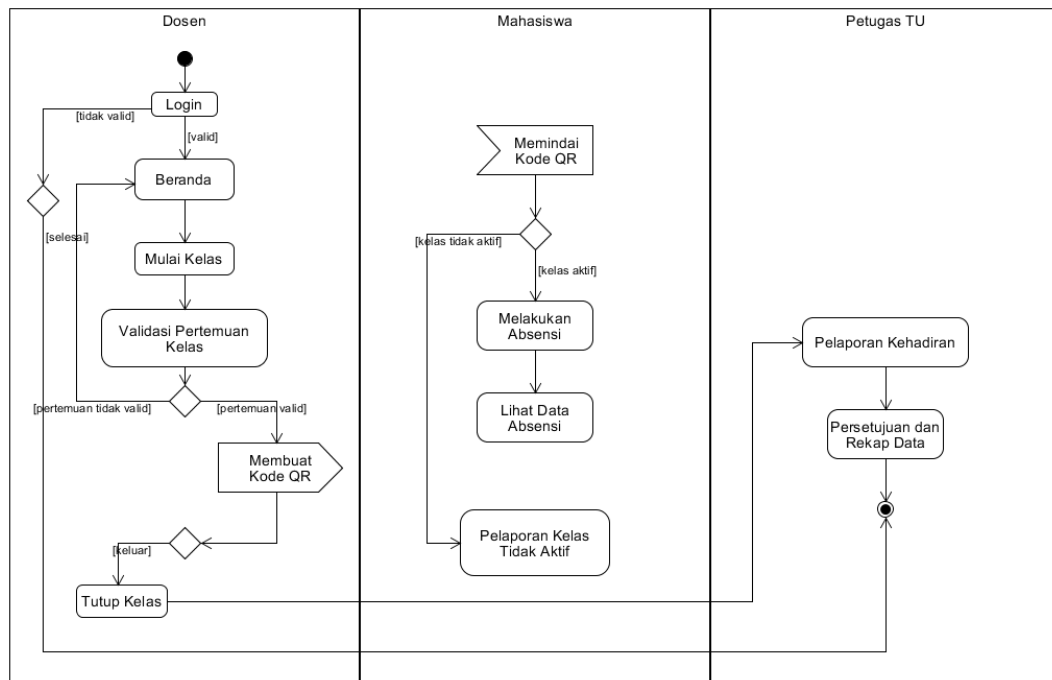 Dosen
Mahasiswa
Petugas TU
Login
[tidak valid]
[valid]
Beranda
[selesai]
Mulai Kelas
Validasi Pertemuan
Kelas
[pertemuan tidak valid]
[pertemuan valid]
Membuat
Kode QR
[keluar]
Tutup Kelas
Memindai
Kode QR
[kelas tidak aktif]
[kelas aktif]
Melakukan
Absensi
Lihat Data
Absensi
Pelaporan Kelas
Tidak Aktif
Pelaporan Kehadiran
Persetujuan dan
Rekap Data